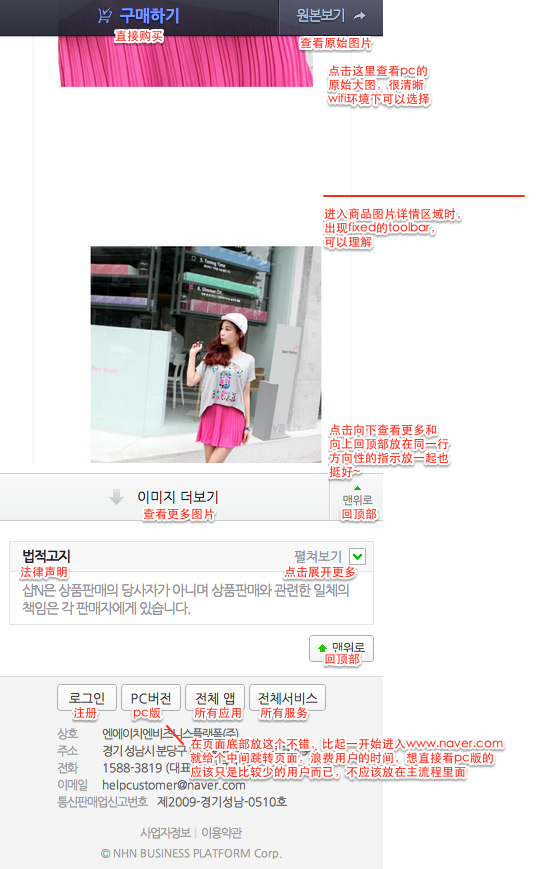 구매하기
원본보기
直接购买
查看原始图片
点击这里查看pc的
原始大图，很清晰
wifi环境下可以选择
进入商品图片详情区域时，
出现fixed的toolbar，
可以理解
5. Toning Time
6. Slimmer Dit..
点击向下查看更多和
向上回顶部放在同一行
方向性的指示放一起也
挺好~
이미지 더보기
맨위로
查看更多图片
回顶部
법적고지
펼쳐보기
法律声明
点击展开更多
샵N은 상품판매의 당사자가 아니며 상품판매와 관련한 일체의
책임은 각 판매자에게 있습니다.
맨위로
回顶部
로그인
PC버전
전체 앱
전체서비스
注册
pc版
所有应用
所有服务
상호 엔에이치엔비즈니스플랫폼(주)
在页面底部放这个不错，比起一开始进入www.naver.com
주소 경기 성남시 분당구
就给个中间跳转页面，浪费用户的时间，想直接看pc版的
전화 1588-3819 (대표
应该只是比较少的用户而已，不应该放在主流程里面
이메일 helpcustomer@naver.com
통신판매업신고번호 제2009-경기성남-0510호
사업자정보 | 이용약관
© NHN BUSINESS PLATFORM Corp.